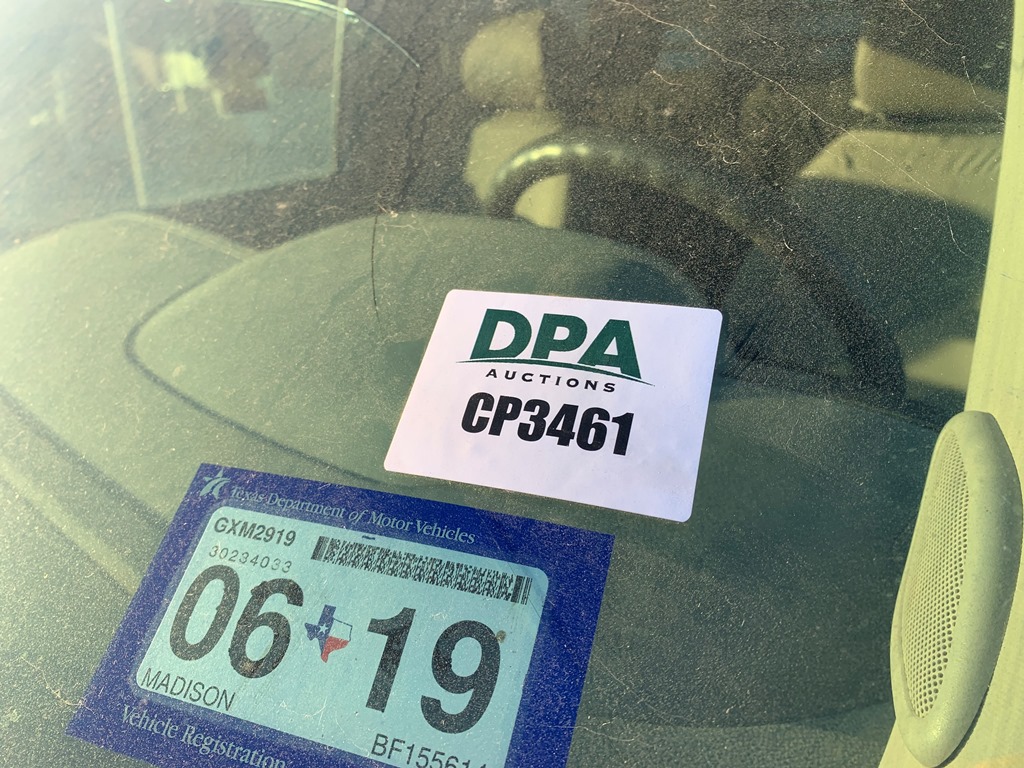 DPA
AUCTIONS
CP3461
Texas Department of Motor Vehicles
GXM2919
30234033
06 19
MADISON
Vehicle Registration